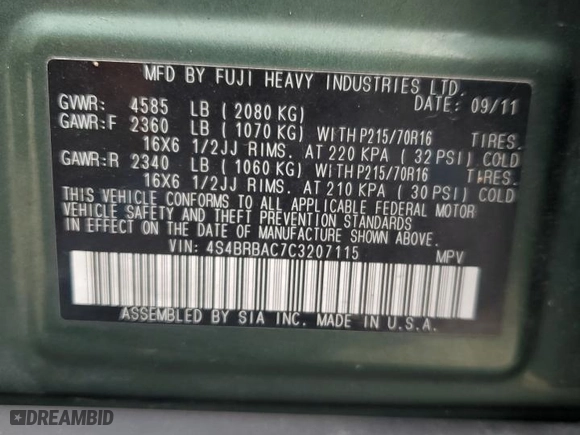 MFD BY FUJI HEAVY INDUSTRIES LTD.
DATE: 09/11
GVWR: 4585 LB ( 2080 KG)
GAWR:F 2360 LB ( 1070 KG) WITH P215/70R16 TIRES.
16X6 1/2JJ RIMS. AT 220 KPA ( 32 PSI) COLD
GAWR:R 2340 LB ( 1060 KG) WITH P215/70R16 TIRES.
16X6 1/2JJ RIMS. AT 210 KPA ( 30 PSI) COLD
THIS VEHICLE CONFORMS TO ALL APPLICABLE FEDERAL MOTOR
VEHICLE SAFETY AND THEFT PREVENTION STANDARDS
IN EFFECT ON THE DATE OF MANUFACTURE SHOWN ABOVE.
VIN: 4S4BRBAC7C3207115 MPV
ASSEMBLED BY SIA INC. MADE IN U.S.A.
DREAMBID